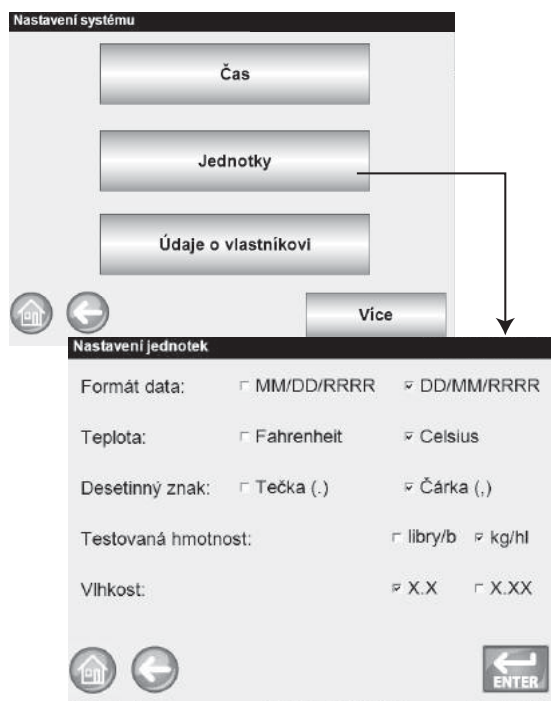 Nastavení systému
Čas
Jednotky
Údaje o vlastníkovi
Více
Nastavení jednotek
Formát data: MM/DD/RRRR DD/MM/RRRR
Teplota: Fahrenheit Celsius
Desetinný znak: Tečka (.) Čárka (,)
Testovaná hmotnost: libry/b kg/hl
Vlhkost: X.X X.XX
ENTER